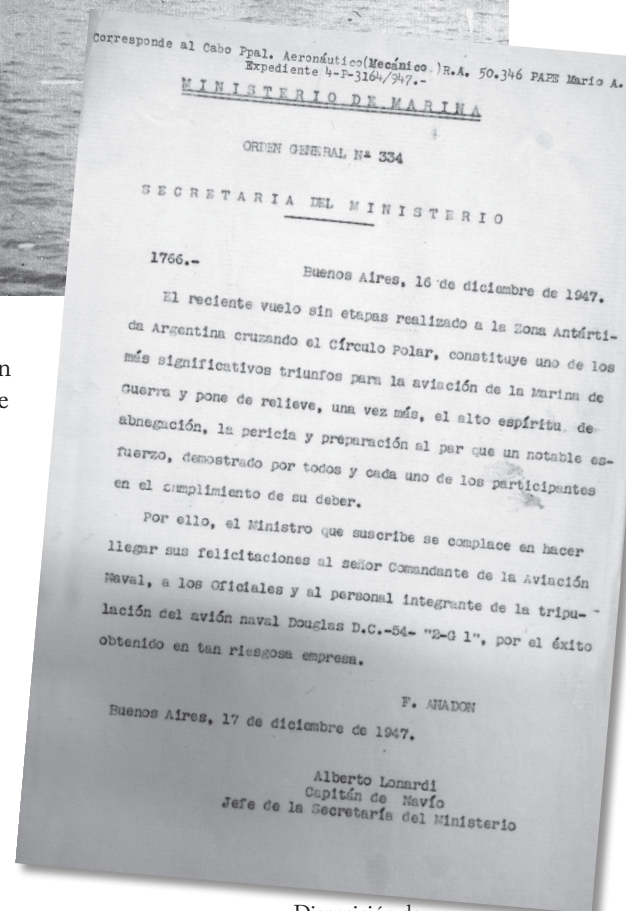 Corresponde al Cabo Ppal. Aeronáutico(Mecánico )R.A. 50.346 PAPE Mario A.
Expediente 4-P-3164/947.-
MINISTERIO DE MARINA
ORDEN GENERAL Nª 334
SECRETARIA DEL MINISTERIO
1766.-
Buenos Aires, 16 de diciembre de 1947.
El reciente vuelo sin etapas realizado a la Zona Antárti-
da Argentina cruzando el Círculo Polar, constituye uno de los
más significativos triunfos para la aviación de la Marina de
Guerra y pone de relieve, una vez más, el alto espíritu de
abnegación, la pericia y preparación al par que un notable es-
fuerzo, demostrado por todos y cada uno de los participantes
en el cumplimiento de su deber.
Por ello, el Ministro que suscribe se complace en hacer
llegar sus felicitaciones al señor Comandante de la Aviación
Naval, a los Oficiales y al personal integrante de la tripu-
lación del avión naval Douglas D.C.-54- "2-G 1", por el éxito
obtenido en tan riesgosa empresa.
F. ANADON
Buenos Aires, 17 de diciembre de 1947.
Alberto Lonardi
Capitán de Navío
Jefe de la Secretaría del Ministerio